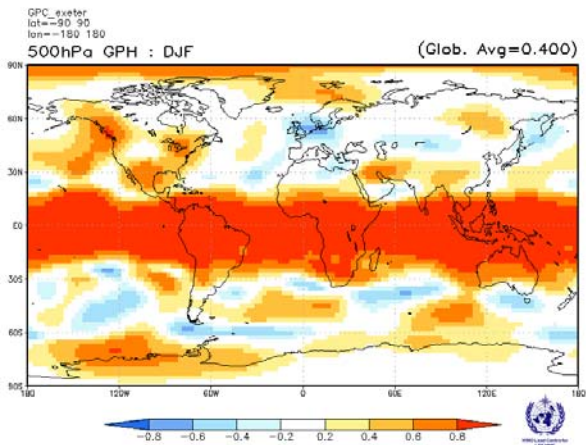 GPC_exeter
lat=-90 90
lon=-180 180
500hPa GPH : DJF
(Glob. Avg=0.400)
90N
60N
30N
EQ
30S
60S
90S
180 120W 60W 0 60E 120E 180
-0.8 -0.6 -0.4 -0.2 0.2 0.4 0.6 0.8